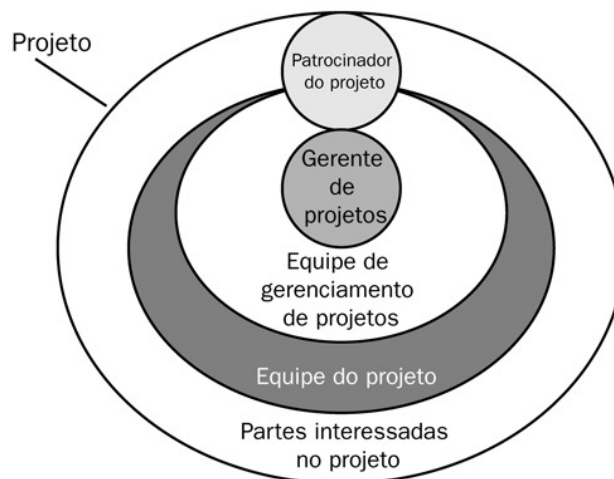 Projeto
Patrocinador
do projeto
Gerente
de
projetos
Equipe de
gerenciamento
de projetos
Equipe do projeto
Partes interessadas
no projeto